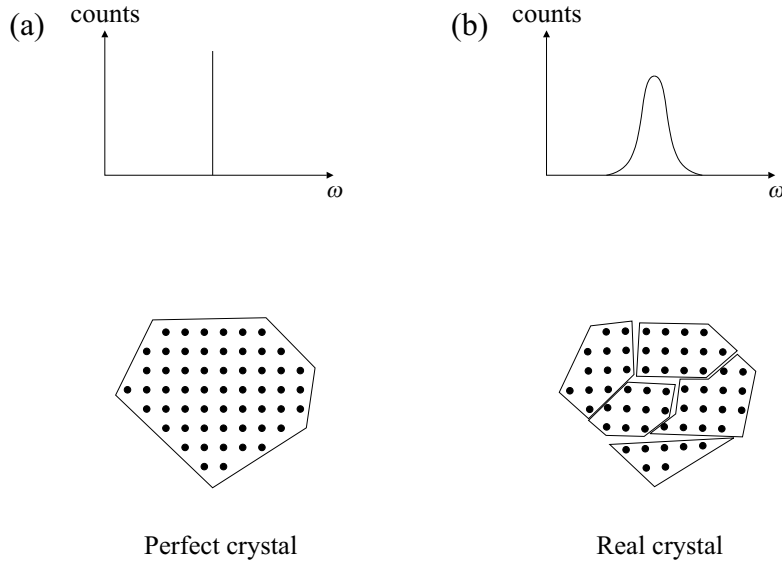 (a)
counts
ω
(b)
counts
ω
Perfect crystal
Real crystal